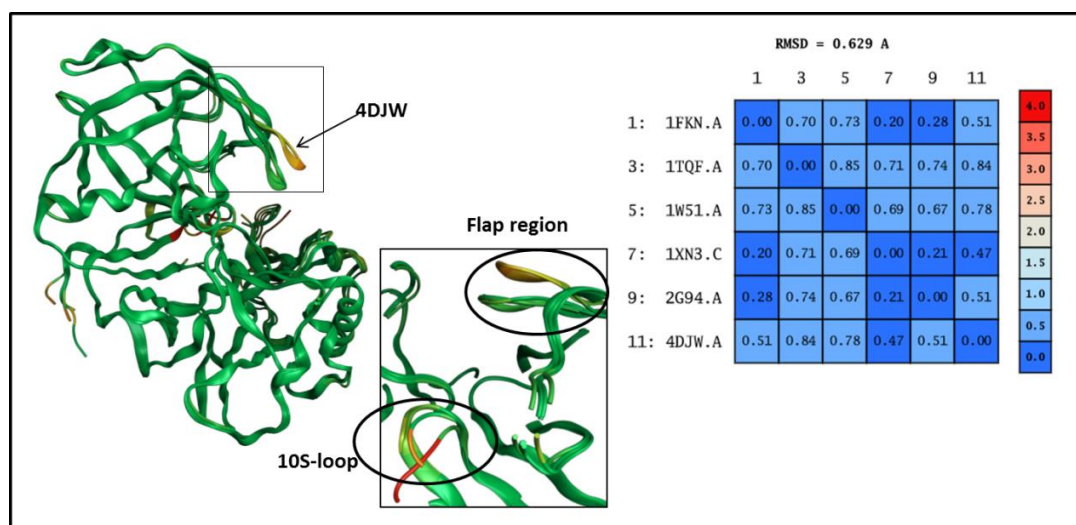 4DJW
Flap region
10S-loop
RMSD = 0.629 A
1 3 5 7 9 11
1: 1FKN.A 0.00 0.70 0.73 0.20 0.28 0.51
3: 1TQF.A 0.70 0.00 0.85 0.71 0.74 0.84
5: 1W51.A 0.73 0.85 0.00 0.69 0.67 0.78
7: 1XN3.C 0.20 0.71 0.69 0.00 0.21 0.47
9: 2G94.A 0.28 0.74 0.67 0.21 0.00 0.51
11: 4DJW.A 0.51 0.84 0.78 0.47 0.51 0.00
4.0
3.5
3.0
2.5
2.0
1.5
1.0
0.5
0.0